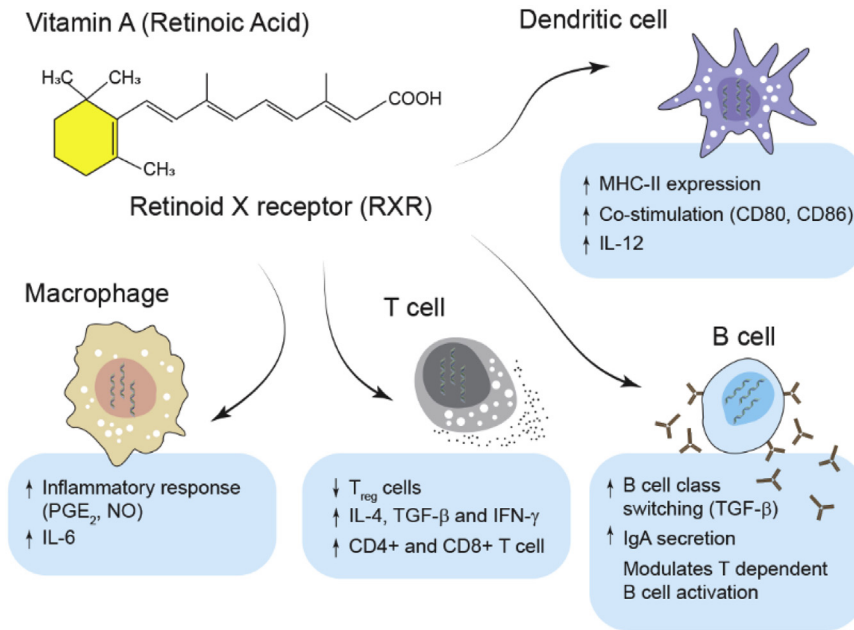 Vitamin A (Retinoic Acid)
H₃C
CH₃
COOH
CH₃
Retinoid X receptor (RXR)
Dendritic cell
↑ MHC-II expression
↑ Co-stimulation (CD80, CD86)
↑ IL-12
Macrophage
↑ Inflammatory response
(PGE₂, NO)
↑ IL-6
T cell
↓ Treg cells
↑ IL-4, TGF-β and IFN-γ
↑ CD4+ and CD8+ T cell
B cell
↑ B cell class
switching (TGF-β)
↑ IgA secretion
Modulates T dependent
B cell activation